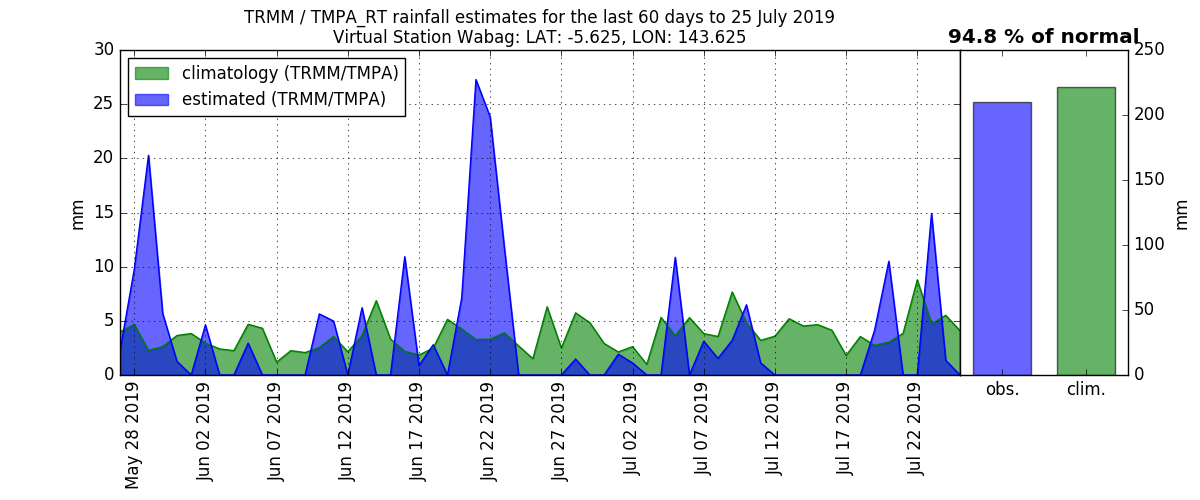 TRMM / TMPA_RT rainfall estimates for the last 60 days to 25 July 2019
Virtual Station Wabag: LAT: -5.625, LON: 143.625
94.8 % of normal
climatology (TRMM/TMPA)
estimated (TRMM/TMPA)
30
25
20
15
10
5
0
mm
May 28 2019
Jun 02 2019
Jun 07 2019
Jun 12 2019
Jun 17 2019
Jun 22 2019
Jun 27 2019
Jul 02 2019
Jul 07 2019
Jul 12 2019
Jul 17 2019
Jul 22 2019
obs.
clim.
250
200
150
100
50
0
mm